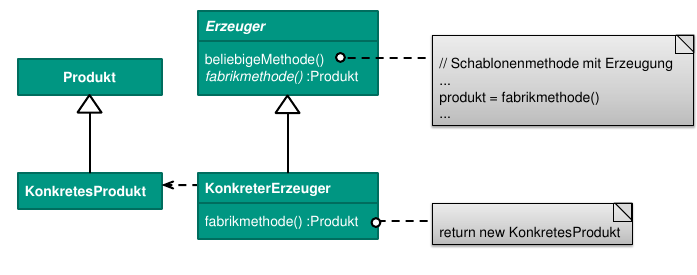 Erzeuger
beliebigeMethode()
fabrikmethode() :Produkt
// Schablonenmethode mit Erzeugung
...
produkt = fabrikmethode()
...
Produkt
KonkretesProdukt
KonkreterErzeuger
fabrikmethode() :Produkt
return new KonkretesProdukt